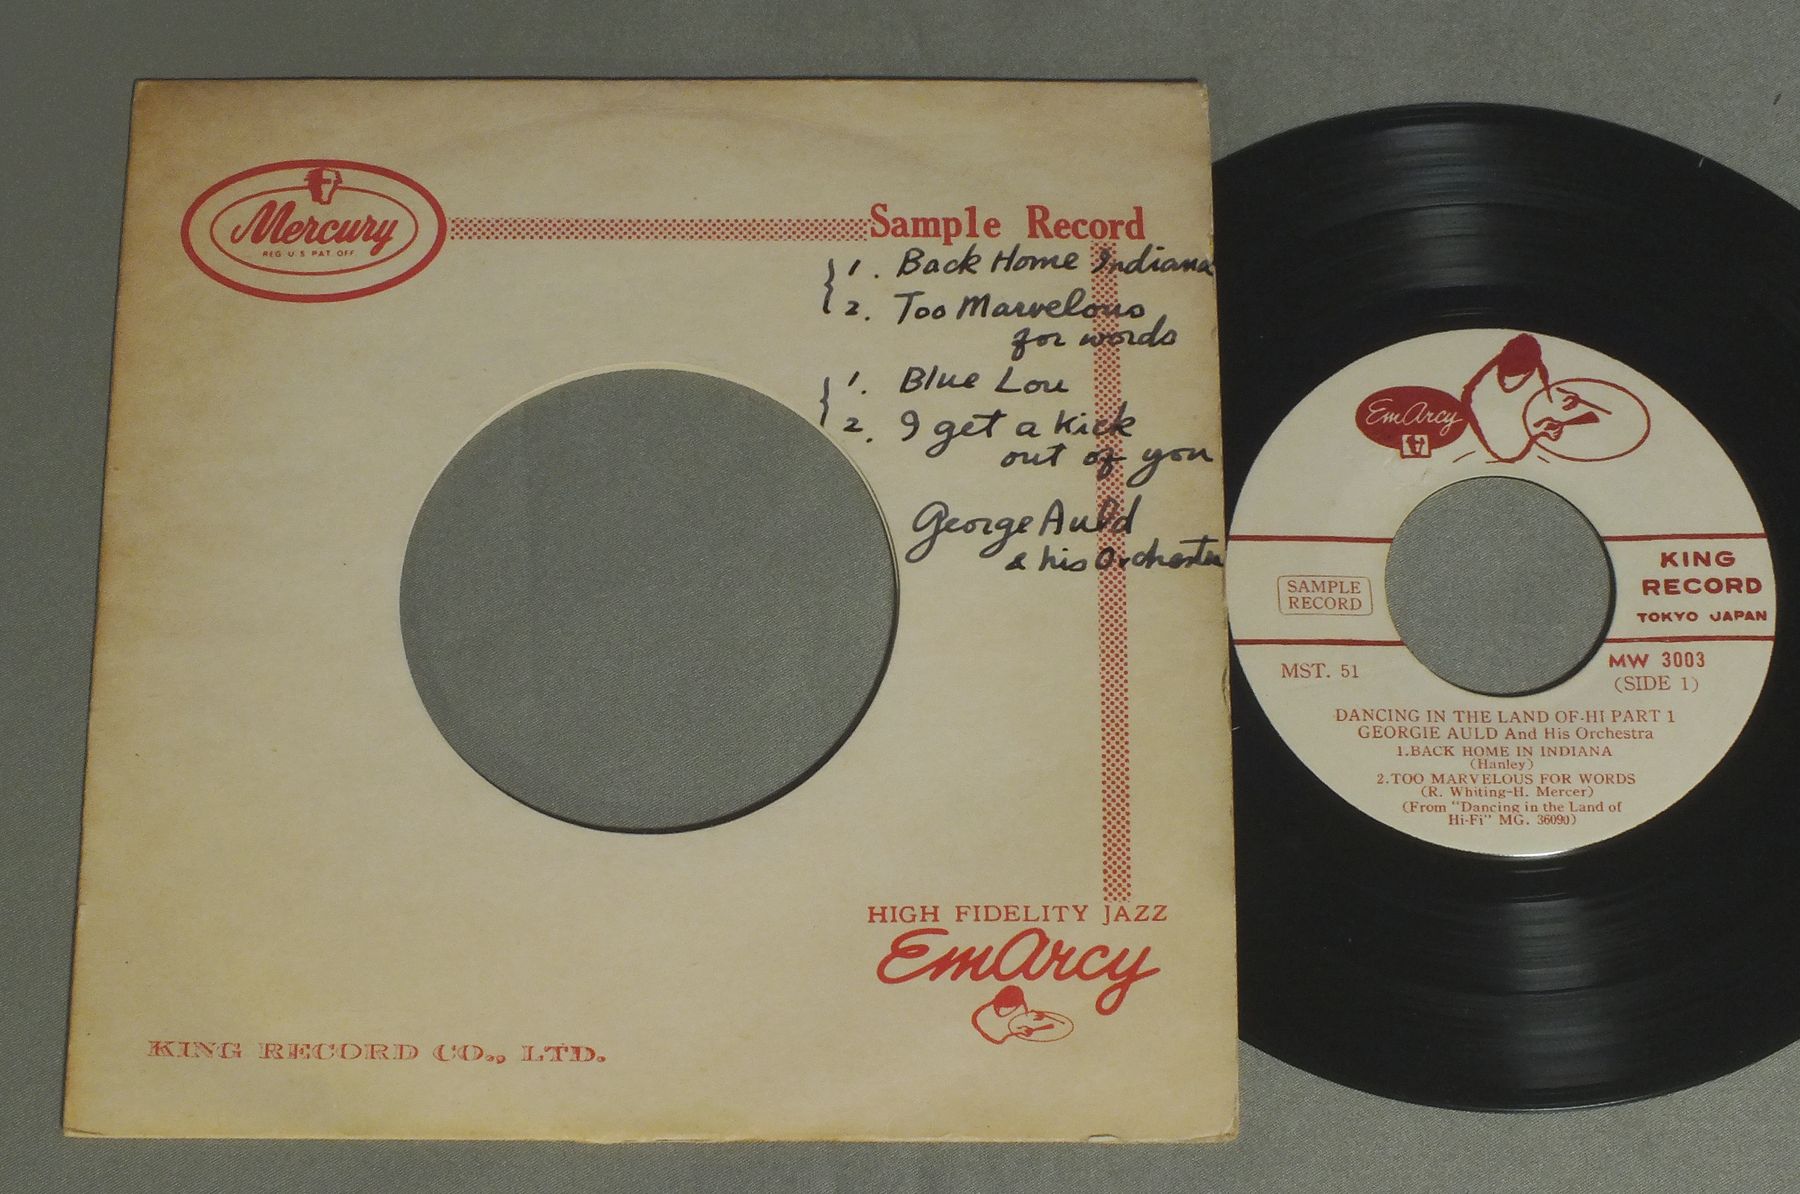 Mercury
REG U.S PAT. OFF.
Sample Record
1. Back Home Indiana
2. Too Marvelous
for words
1. Blue Lou
2. I get a kick
out of you
George Auld
& his Orchestra
HIGH FIDELITY JAZZ
EmArcy
KING RECORD CO., LTD.
EmArcy
KING
RECORD
TOKYO JAPAN
SAMPLE
RECORD
MST. 51
MW 3003
(SIDE 1)
DANCING IN THE LAND OF-HI PART 1
GEORGIE AULD And His Orchestra
1.BACK HOME IN INDIANA
(Hanley)
2.TOO MARVELOUS FOR WORDS
(R. Whiting-H. Mercer)
(From "Dancing in the Land of
Hi-Fi" MG. 36090)